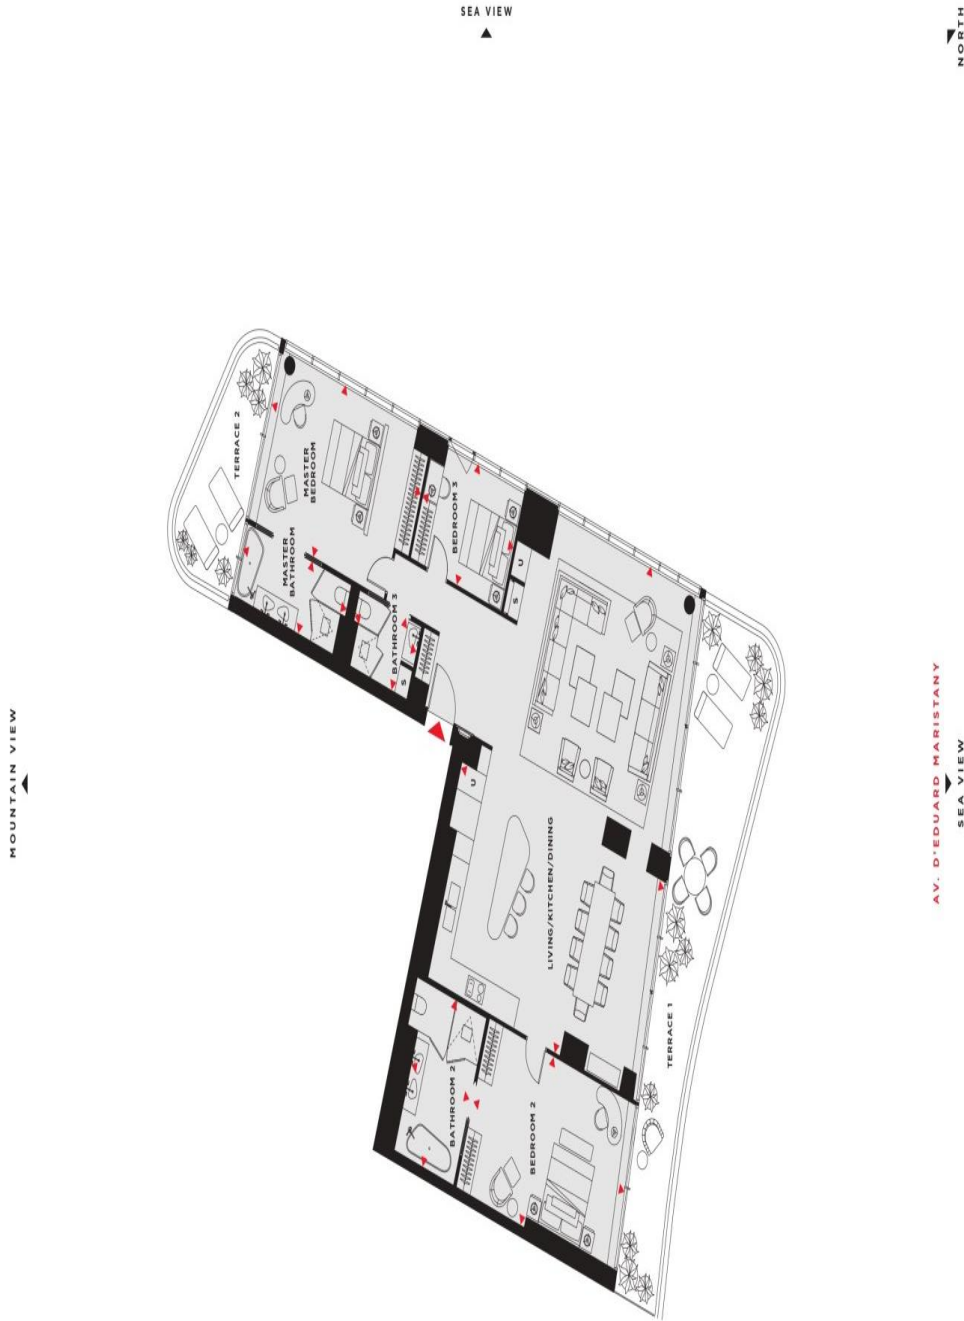 SEA VIEW
NORTH
TERRACE 2
MASTER
BEDROOM
MASTER
BATHROOM
BEDROOM 3
BATHROOM 3
U
S
S
MOUNTAIN VIEW
AV. D'EDUARD MARISTANY
SEA VIEW
U
LIVING/KITCHEN/DINING
TERRACE 1
BATHROOM 2
BEDROOM 2